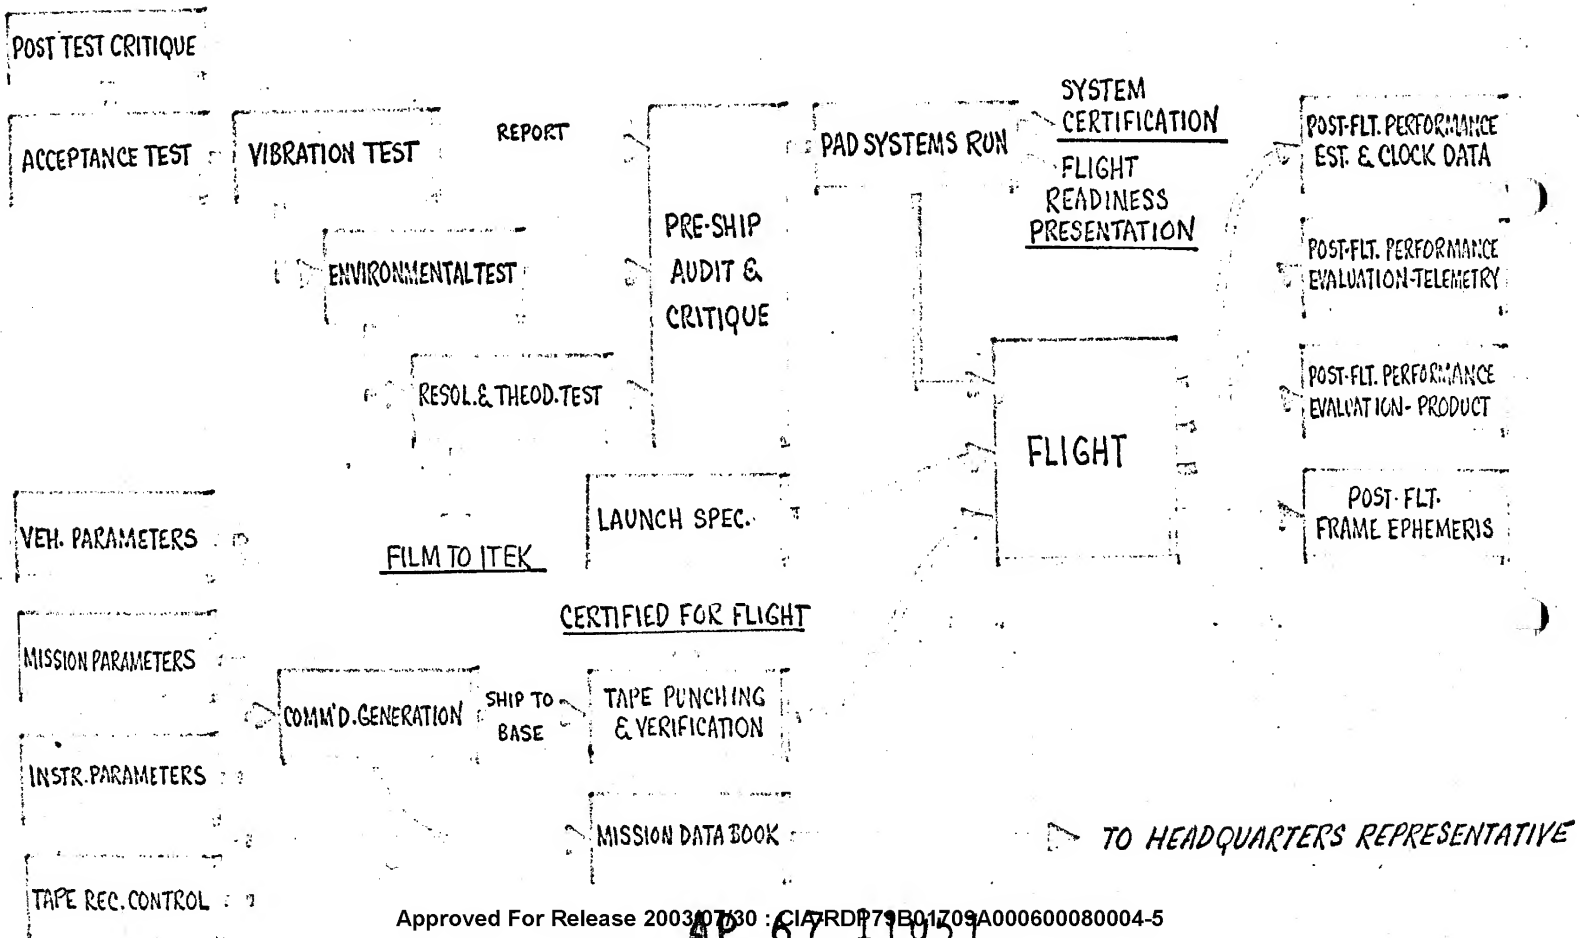 POST TEST CRITIQUE
ACCEPTANCE TEST
VIBRATION TEST
REPORT
ENVIRONMENTAL TEST
RESOL. & THEOD. TEST
PRE-SHIP
AUDIT &
CRITIQUE
PAD SYSTEMS RUN
SYSTEM
CERTIFICATION
FLIGHT
READINESS
PRESENTATION
POST-FLT. PERFORMANCE
EST. & CLOCK DATA
POST-FLT. PERFORMANCE
EVALUATION-TELEMETRY
POST-FLT. PERFORMANCE
EVALUATION- PRODUCT
POST- FLT.
FRAME EPHEMERIS
FLIGHT
LAUNCH SPEC.
FILM TO ITEK
CERTIFIED FOR FLIGHT
VEH. PARAMETERS
MISSION PARAMETERS
INSTR. PARAMETERS
TAPE REC. CONTROL
COMM'D. GENERATION
SHIP TO
BASE
TAPE PUNCHING
& VERIFICATION
MISSION DATA BOOK
TO HEADQUARTERS REPRESENTATIVE
Approved For Release 2003/07/30 : CIA-RDP79B01709A000600080004-5